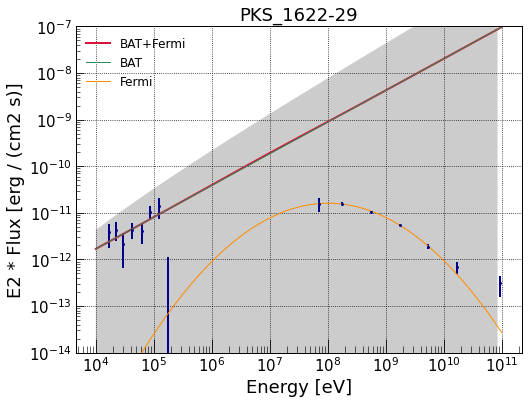 PKS_1622-29
E2 * Flux [erg / (cm2 s)]
10^-7
10^-8
10^-9
10^-10
10^-11
10^-12
10^-13
10^-14
BAT+Fermi
BAT
Fermi
10^4 10^5 10^6 10^7 10^8 10^9 10^10 10^11
Energy [eV]